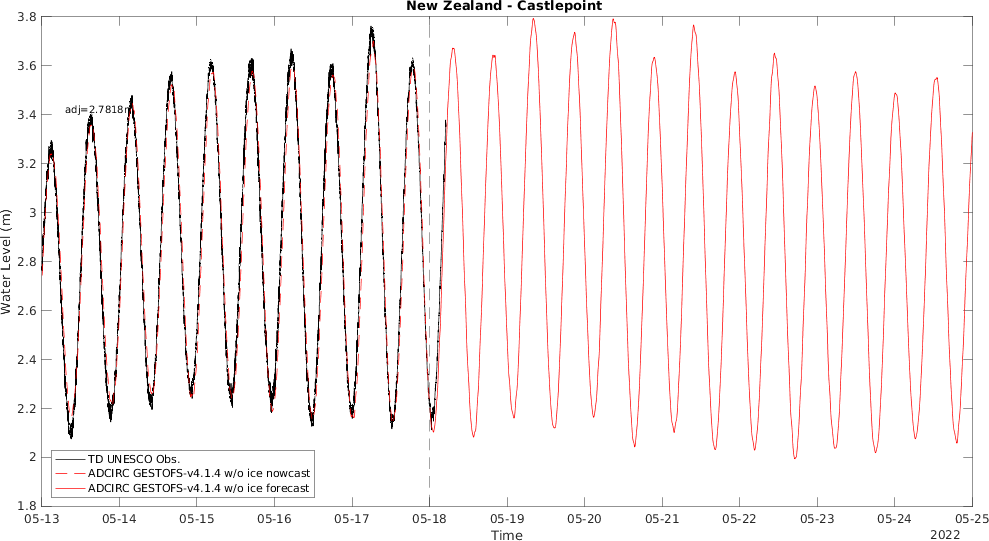 New Zealand - Castlepoint
3.8
3.6
3.4
3.2
3
2.8
2.6
2.4
2.2
2
1.8
Water Level (m)
adj=2.7818m
TD UNESCO Obs.
ADCIRC GESTOFS-v4.1.4 w/o ice nowcast
ADCIRC GESTOFS-v4.1.4 w/o ice forecast
05-13 05-14 05-15 05-16 05-17 05-18 05-19 05-20 05-21 05-22 05-23 05-24 05-25
Time
2022